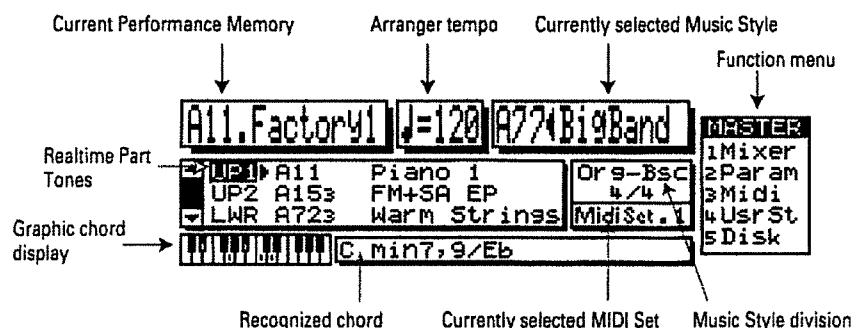 Current Performance Memory
Arranger tempo
Currently selected Music Style
Function menu
A11.Factory1
♩=120
A77 BigBand
MASTER
1Mixer
2Param
3Midi
4UsrSt
5Disk
Realtime Part
Tones
UP1 A11 Piano 1
UP2 A153 FM+SA EP
LWR A723 Warm Strings
Org-Bsc
4/4
MidiSet.1
Graphic chord
display
C, min7,9/Eb
Recognized chord
Currently selected MIDI Set
Music Style division